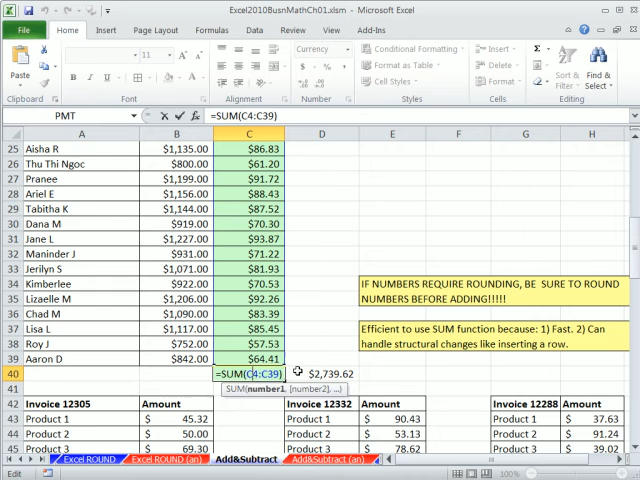 Excel2010BusnMathCh01.xlsm - Microsoft Excel
File Home Insert Page Layout Formulas Data Review View Add-Ins
Paste
11 A A
Currency
Conditional Formatting
Format as Table
Cell Styles
Insert
Delete
Format
Sort & Filter
Find & Select
B I U
$ % ,
Clipboard Font Alignment Number Styles Cells Editing
PMT =SUM(C4:C39)
A B C D E F G H
25 Aisha R $1,135.00 $86.83
26 Thu Thi Ngoc $800.00 $61.20
27 Pranee $1,199.00 $91.72
28 Ariel E $1,156.00 $88.43
29 Tabitha K $1,144.00 $87.52
30 Dana M $919.00 $70.30
31 Jane L $1,227.00 $93.87
32 Maninder J $931.00 $71.22
33 Jerilyn S $1,071.00 $81.93
34 Kimberlee $922.00 $70.53 IF NUMBERS REQUIRE ROUNDING, BE SURE TO ROUND
35 Lizaelle M $1,206.00 $92.26 NUMBERS BEFORE ADDING!!!!!
36 Chad M $1,090.00 $83.39
37 Lisa L $1,117.00 $85.45 Efficient to use SUM function because: 1) Fast. 2) Can
38 Roy J $752.00 $57.53 handle structural changes like inserting a row.
39 Aaron D $842.00 $64.41
40 =SUM(C4:C39) $2,739.62
41 SUM(number1, [number2], ...)
42 Invoice 12305 Amount Invoice 12332 Amount Invoice 12288 Amount
43 Product 1 $ 45.32 Product 1 $ 90.43 Product 1 $ 37.63
44 Product 2 $ 50.00 Product 2 $ 53.13 Product 2 $ 91.24
45 Product 3 $ 69.30 Product 3 $ 78.62 Product 3 $ 39.02
Excel ROUND Excel ROUND (an) Add&Subtract Add&Subtract (an)
Edit 100%